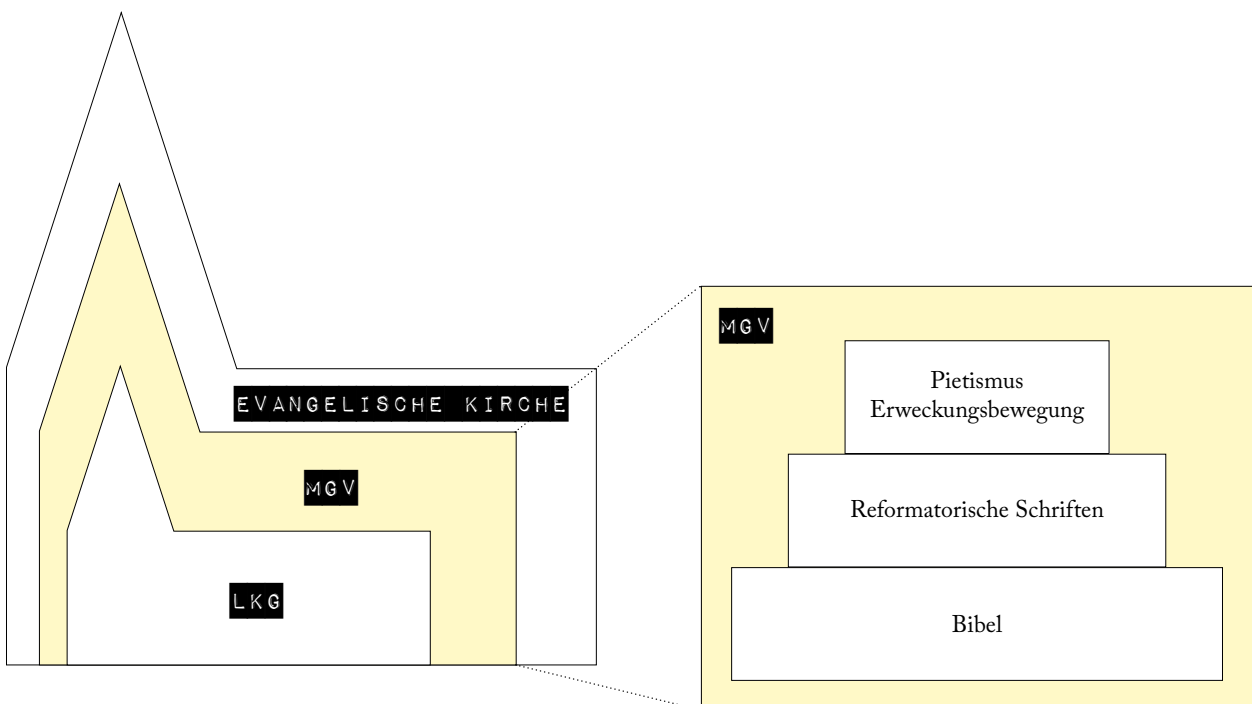 EVANGELISCHE KIRCHE
MGV
LKG
MGV
Pietismus
Erweckungsbewegung
Reformatorische Schriften
Bibel